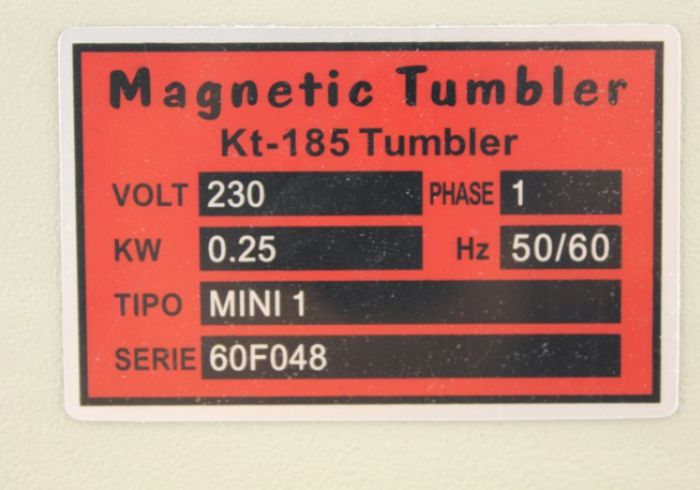 Magnetic Tumbler
Kt-185 Tumbler
VOLT 230 PHASE 1
KW 0.25 Hz 50/60
TIPO MINI 1
SERIE 60F048